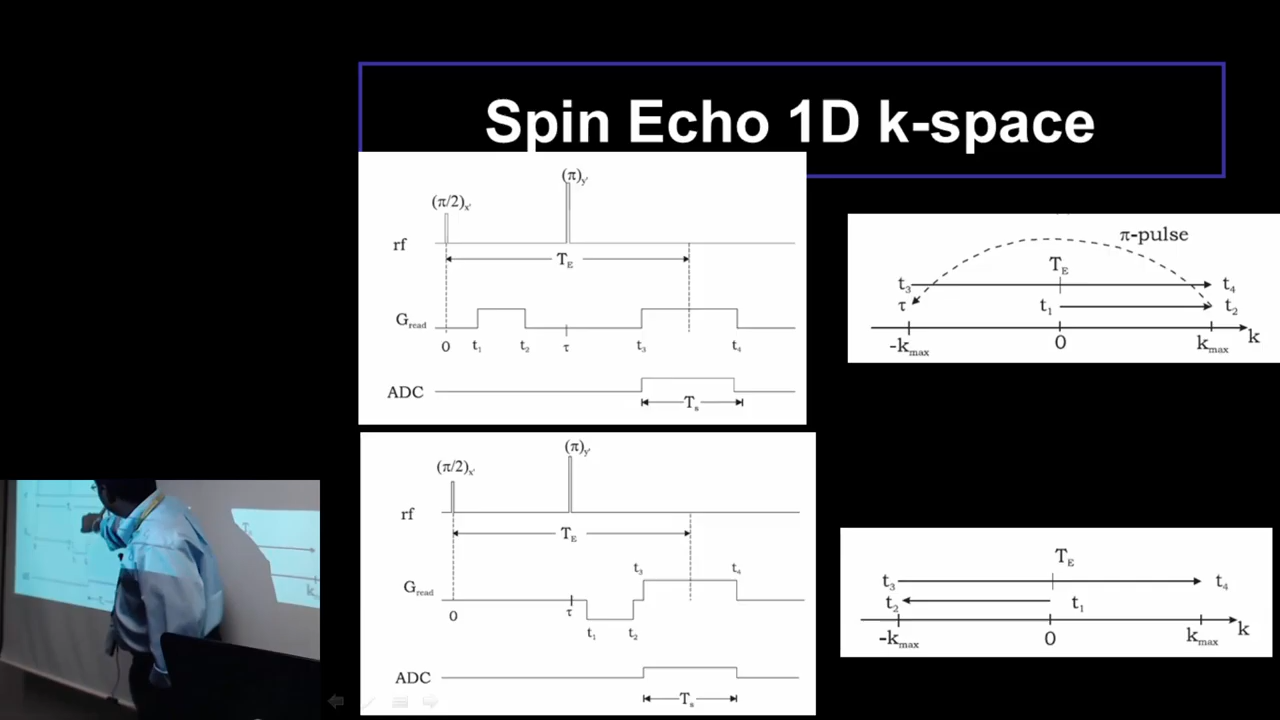 Spin Echo 1D k-space
(π)y'
(π/2)x'
rf
TE
Gread
0 t1 t2 τ t3 t4
ADC
Ts
π-pulse
TE
t3 t4
τ t1 t2
-kmax 0 kmax k
(π)y'
(π/2)x'
rf
TE
t3 t4
Gread
0 τ t1 t2
ADC
Ts
TE
t3 t4
t2 t1
-kmax 0 kmax k